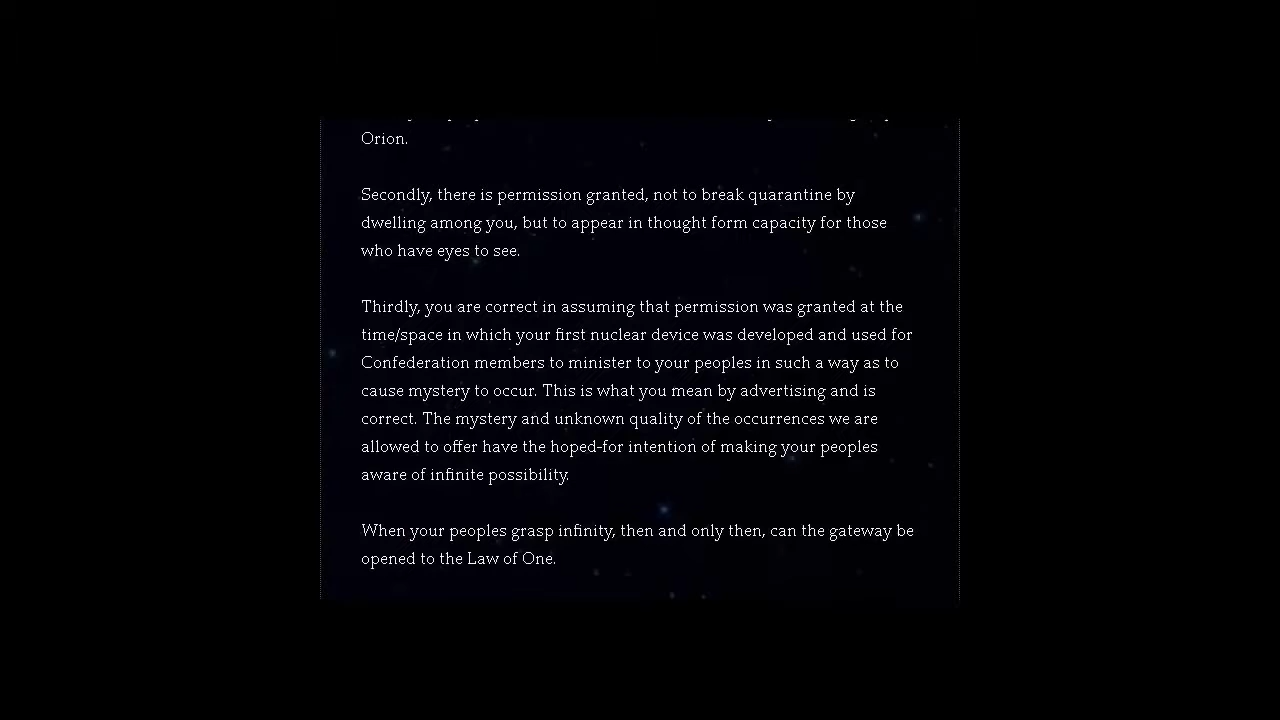 Orion.
Secondly, there is permission granted, not to break quarantine by
dwelling among you, but to appear in thought form capacity for those
who have eyes to see.
Thirdly, you are correct in assuming that permission was granted at the
time/space in which your first nuclear device was developed and used for
Confederation members to minister to your peoples in such a way as to
cause mystery to occur. This is what you mean by advertising and is
correct. The mystery and unknown quality of the occurrences we are
allowed to offer have the hoped-for intention of making your peoples
aware of infinite possibility.
When your peoples grasp infinity, then and only then, can the gateway be
opened to the Law of One.